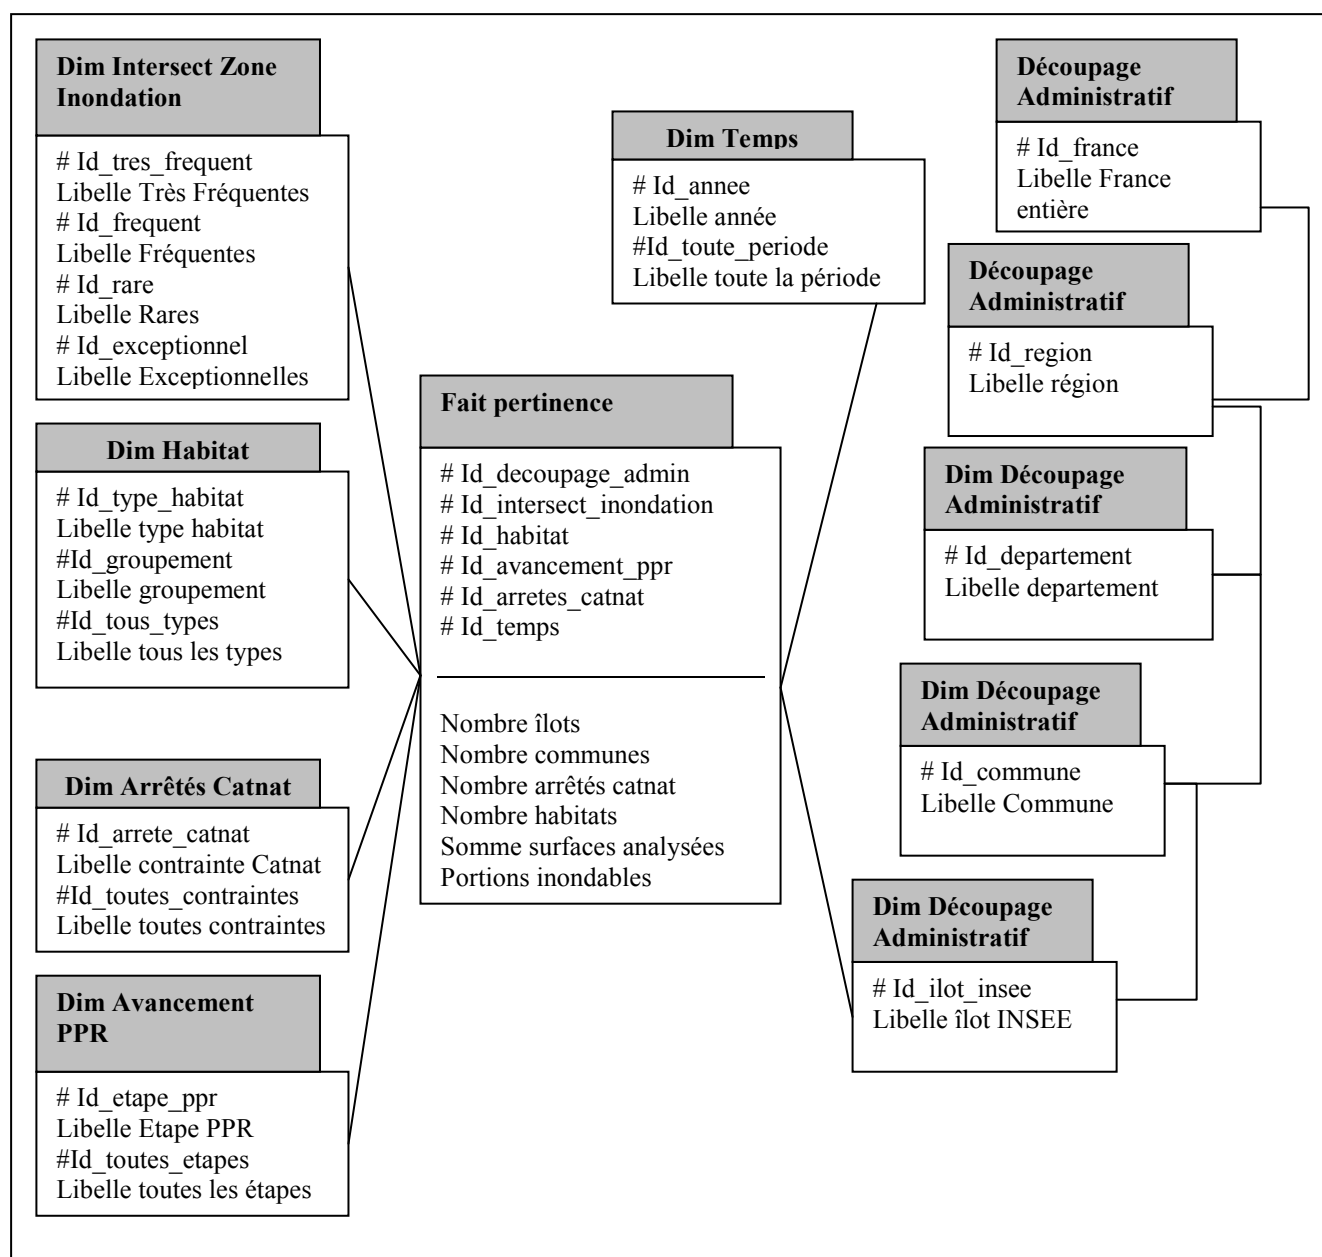 Dim Intersect Zone
Inondation
# Id_tres_frequent
Libelle Très Fréquentes
# Id_frequent
Libelle Fréquentes
# Id_rare
Libelle Rares
# Id_exceptionnel
Libelle Exceptionnelles
Dim Habitat
# Id_type_habitat
Libelle type habitat
#Id_groupement
Libelle groupement
#Id_tous_types
Libelle tous les types
Dim Arrêtés Catnat
# Id_arrete_catnat
Libelle contrainte Catnat
#Id_toutes_contraintes
Libelle toutes contraintes
Dim Avancement
PPR
# Id_etape_ppr
Libelle Etape PPR
#Id_toutes_etapes
Libelle toutes les étapes
Fait pertinence
# Id_decoupage_admin
# Id_intersect_inondation
# Id_habitat
# Id_avancement_ppr
# Id_arretes_catnat
# Id_temps
Nombre îlots
Nombre communes
Nombre arrêtés catnat
Nombre habitats
Somme surfaces analysées
Portions inondables
Dim Temps
# Id_annee
Libelle année
#Id_toute_periode
Libelle toute la période
Découpage
Administratif
# Id_france
Libelle France
entière
Découpage
Administratif
# Id_region
Libelle région
Dim Découpage
Administratif
# Id_departement
Libelle departement
Dim Découpage
Administratif
# Id_commune
Libelle Commune
Dim Découpage
Administratif
# Id_ilot_insee
Libelle îlot INSEE